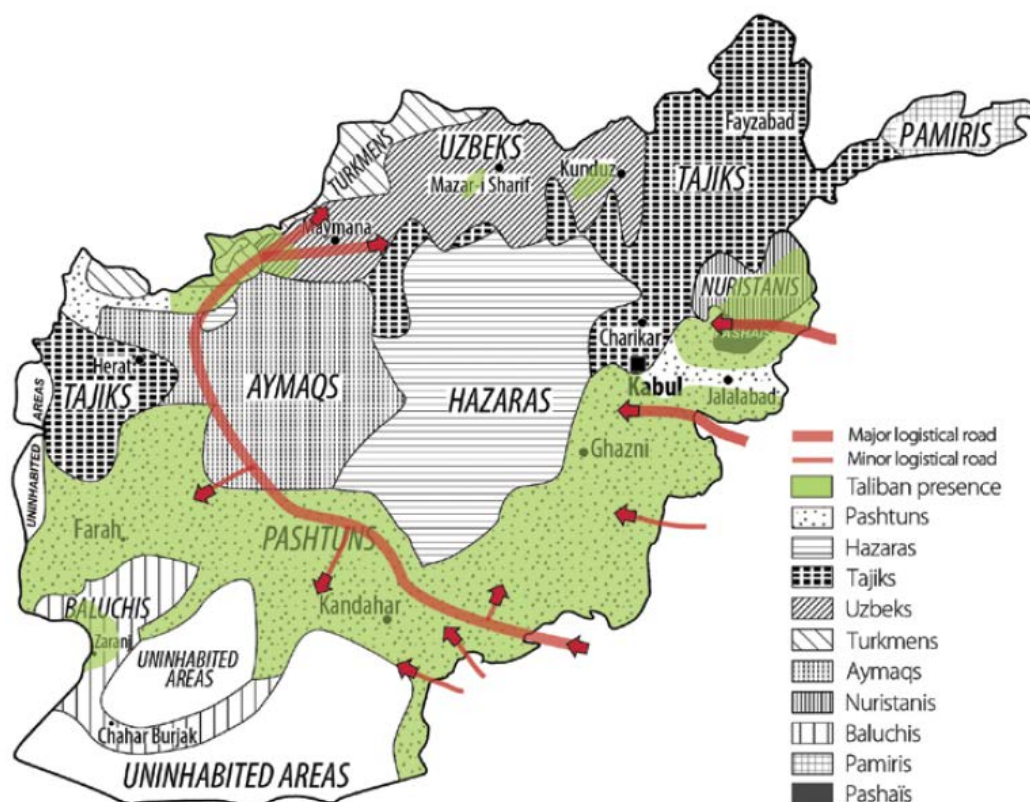 Fayzabad
PAMIRIS
TURKMENS
UZBEKS
Mazar-i Sharif
Kunduz
TAJIKS
Maymana
NURISTANIS
PASHAIS
Herat
TAJIKS
AYMAQS
HAZARAS
Charikar
Kabul
Jalalabad
UNINHABITED
AREAS
Ghazni
Farah
PASHTUNS
Kandahar
BALUCHIS
Zaranj
UNINHABITED
AREAS
Chahar Burjak
UNINHABITED AREAS
Major logistical road
Minor logistical road
Taliban presence
Pashtuns
Hazaras
Tajiks
Uzbeks
Turkmens
Aymaqs
Nuristanis
Baluchis
Pamiris
Pashaïs